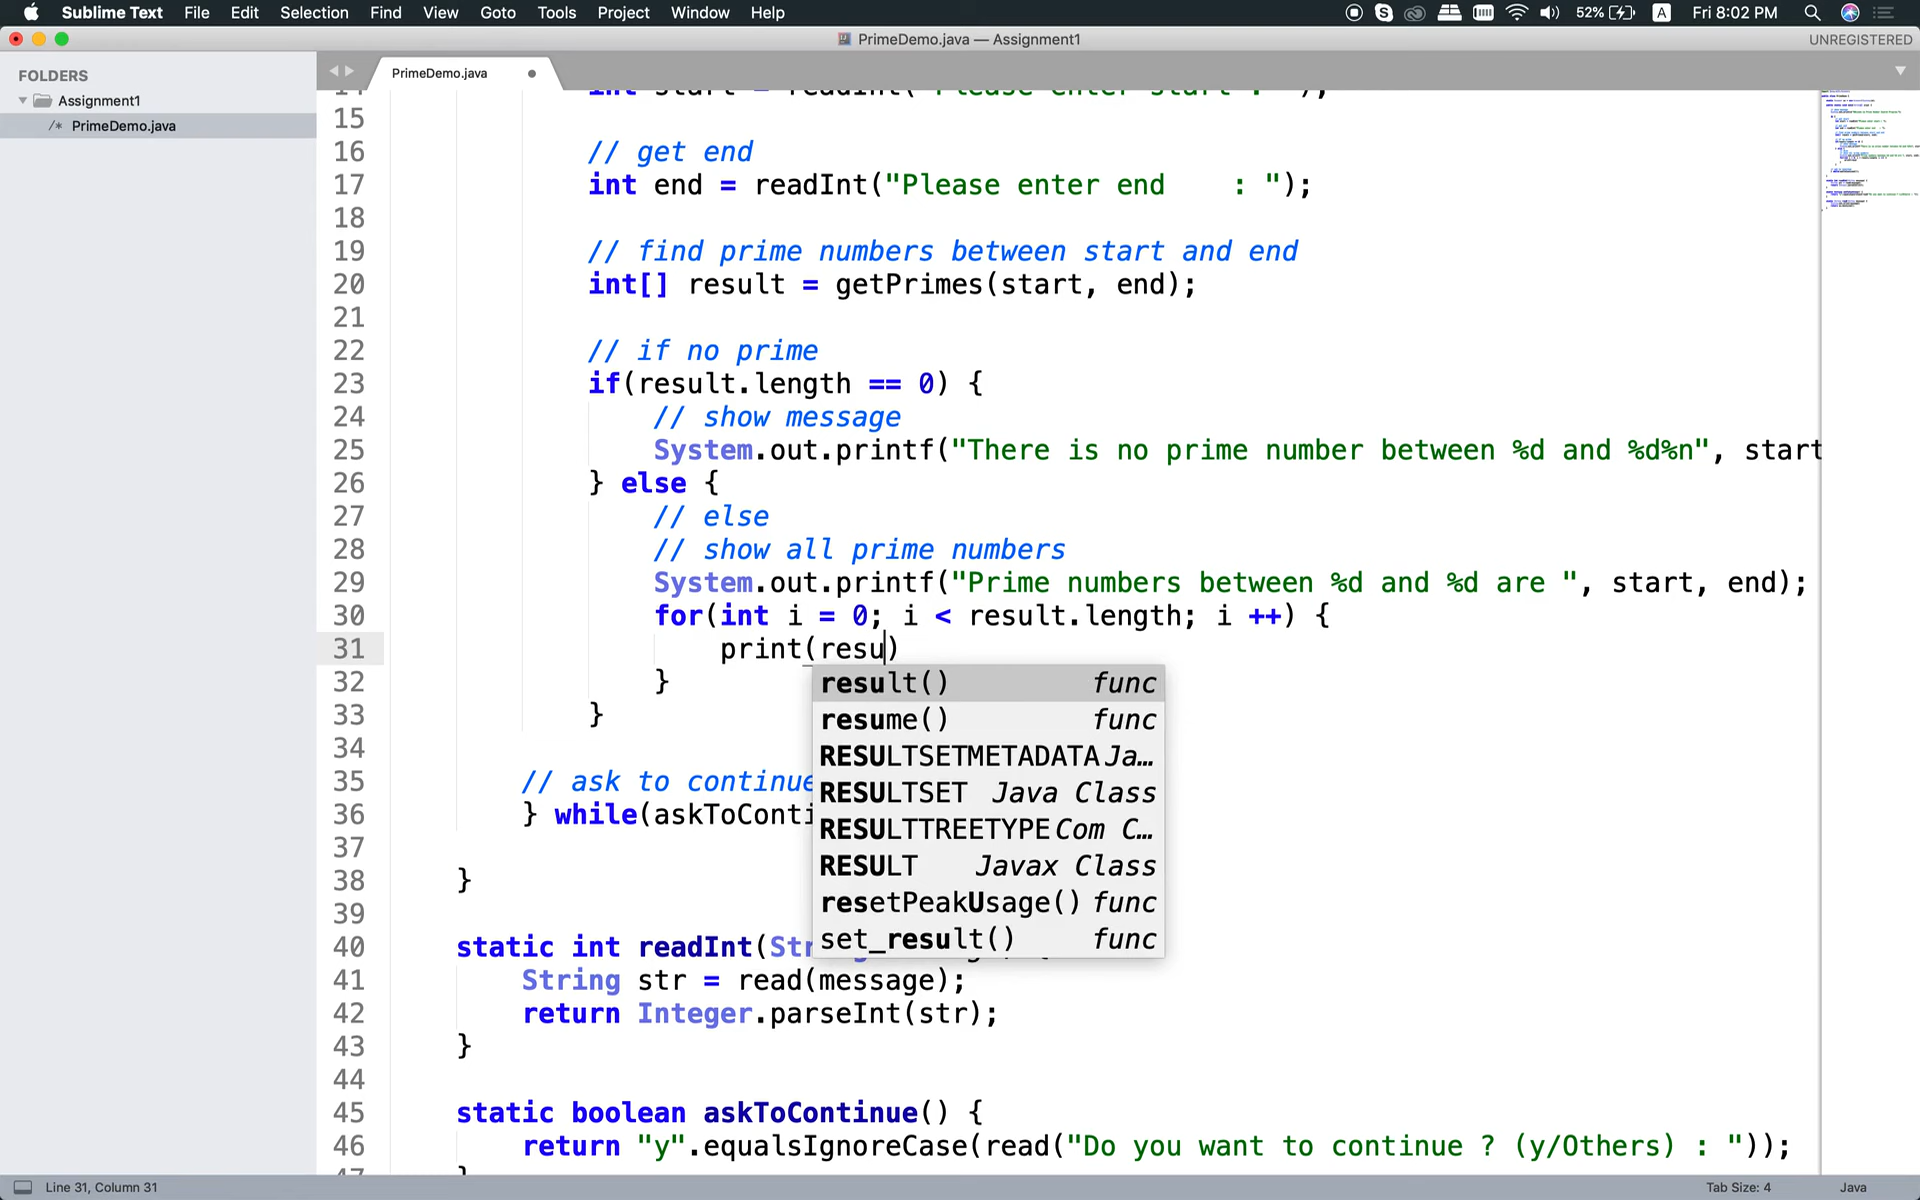 Sublime Text File Edit Selection Find View Goto Tools Project Window Help 52% A Fri 8:02 PM
PrimeDemo.java — Assignment1 UNREGISTERED
FOLDERS
Assignment1
/* PrimeDemo.java
PrimeDemo.java
14 int start = readInt("Please enter start : ");
15
16 // get end
17 int end = readInt("Please enter end    : ");
18
19 // find prime numbers between start and end
20 int[] result = getPrimes(start, end);
21
22 // if no prime
23 if(result.length == 0) {
24 // show message
25 System.out.printf("There is no prime number between %d and %d%n", start
26 } else {
27 // else
28 // show all prime numbers
29 System.out.printf("Prime numbers between %d and %d are ", start, end);
30 for(int i = 0; i < result.length; i ++) {
31 print(resu)
32 }
33 }
34
35 // ask to continue
36 } while(askToConti
37
38 }
39
40 static int readInt(Str
41 String str = read(message);
42 return Integer.parseInt(str);
43 }
44
45 static boolean askToContinue() {
46 return "y".equalsIgnoreCase(read("Do you want to continue ? (y/Others) : "));
47 }
result() func
resume() func
RESULTSETMETADATA Ja…
RESULTSET Java Class
RESULTTREETYPE Com C…
RESULT Javax Class
resetPeakUsage() func
set_result() func
Line 31, Column 31 Tab Size: 4 Java